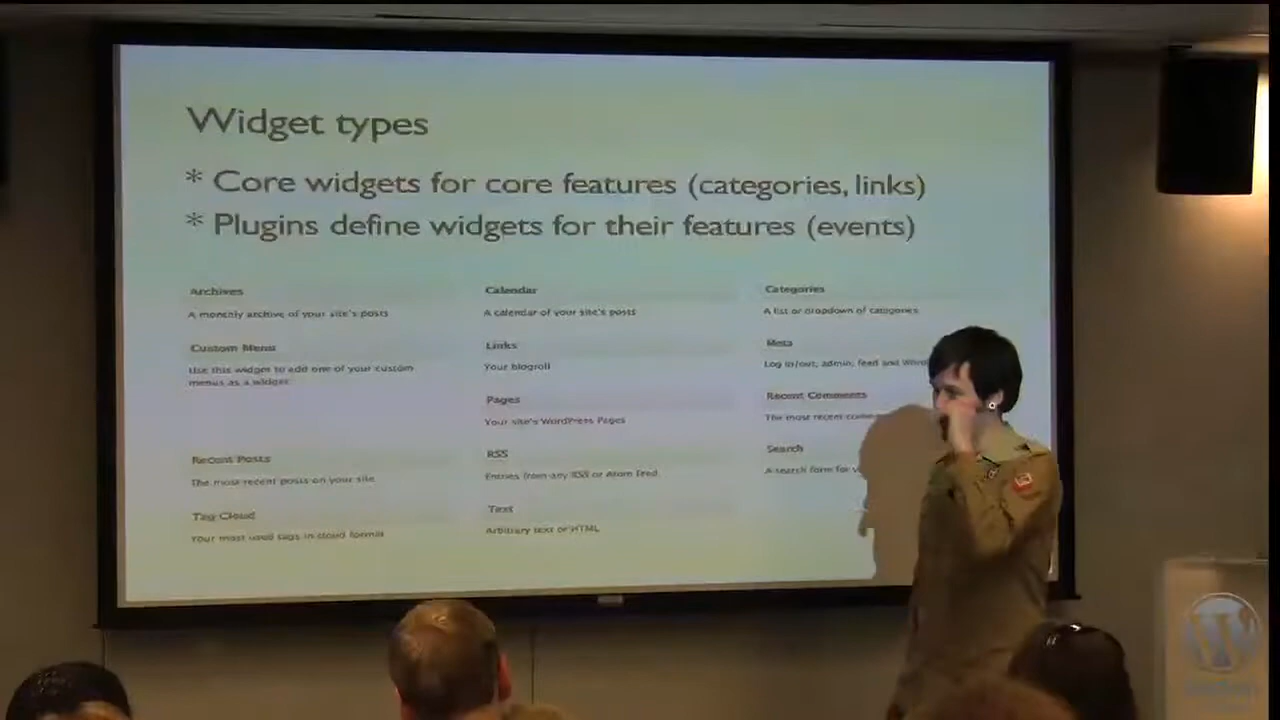 Widget types
* Core widgets for core features (categories, links)
* Plugins define widgets for their features (events)
Archives
A monthly archive of your site's posts
Calendar
A calendar of your site's posts
Categories
A list or dropdown of categories
Custom Menu
Use this widget to add one of your custom
menus as a widget.
Links
Your blogroll
Meta
Log in/out, admin, feed and
Pages
Your site's WordPress Pages
Recent Comments
The most recent
Recent Posts
The most recent posts on your site
RSS
Entries from any RSS or Atom feed
Search
A search form for
Tag Cloud
Your most used tags in cloud format
Text
Arbitrary text or HTML